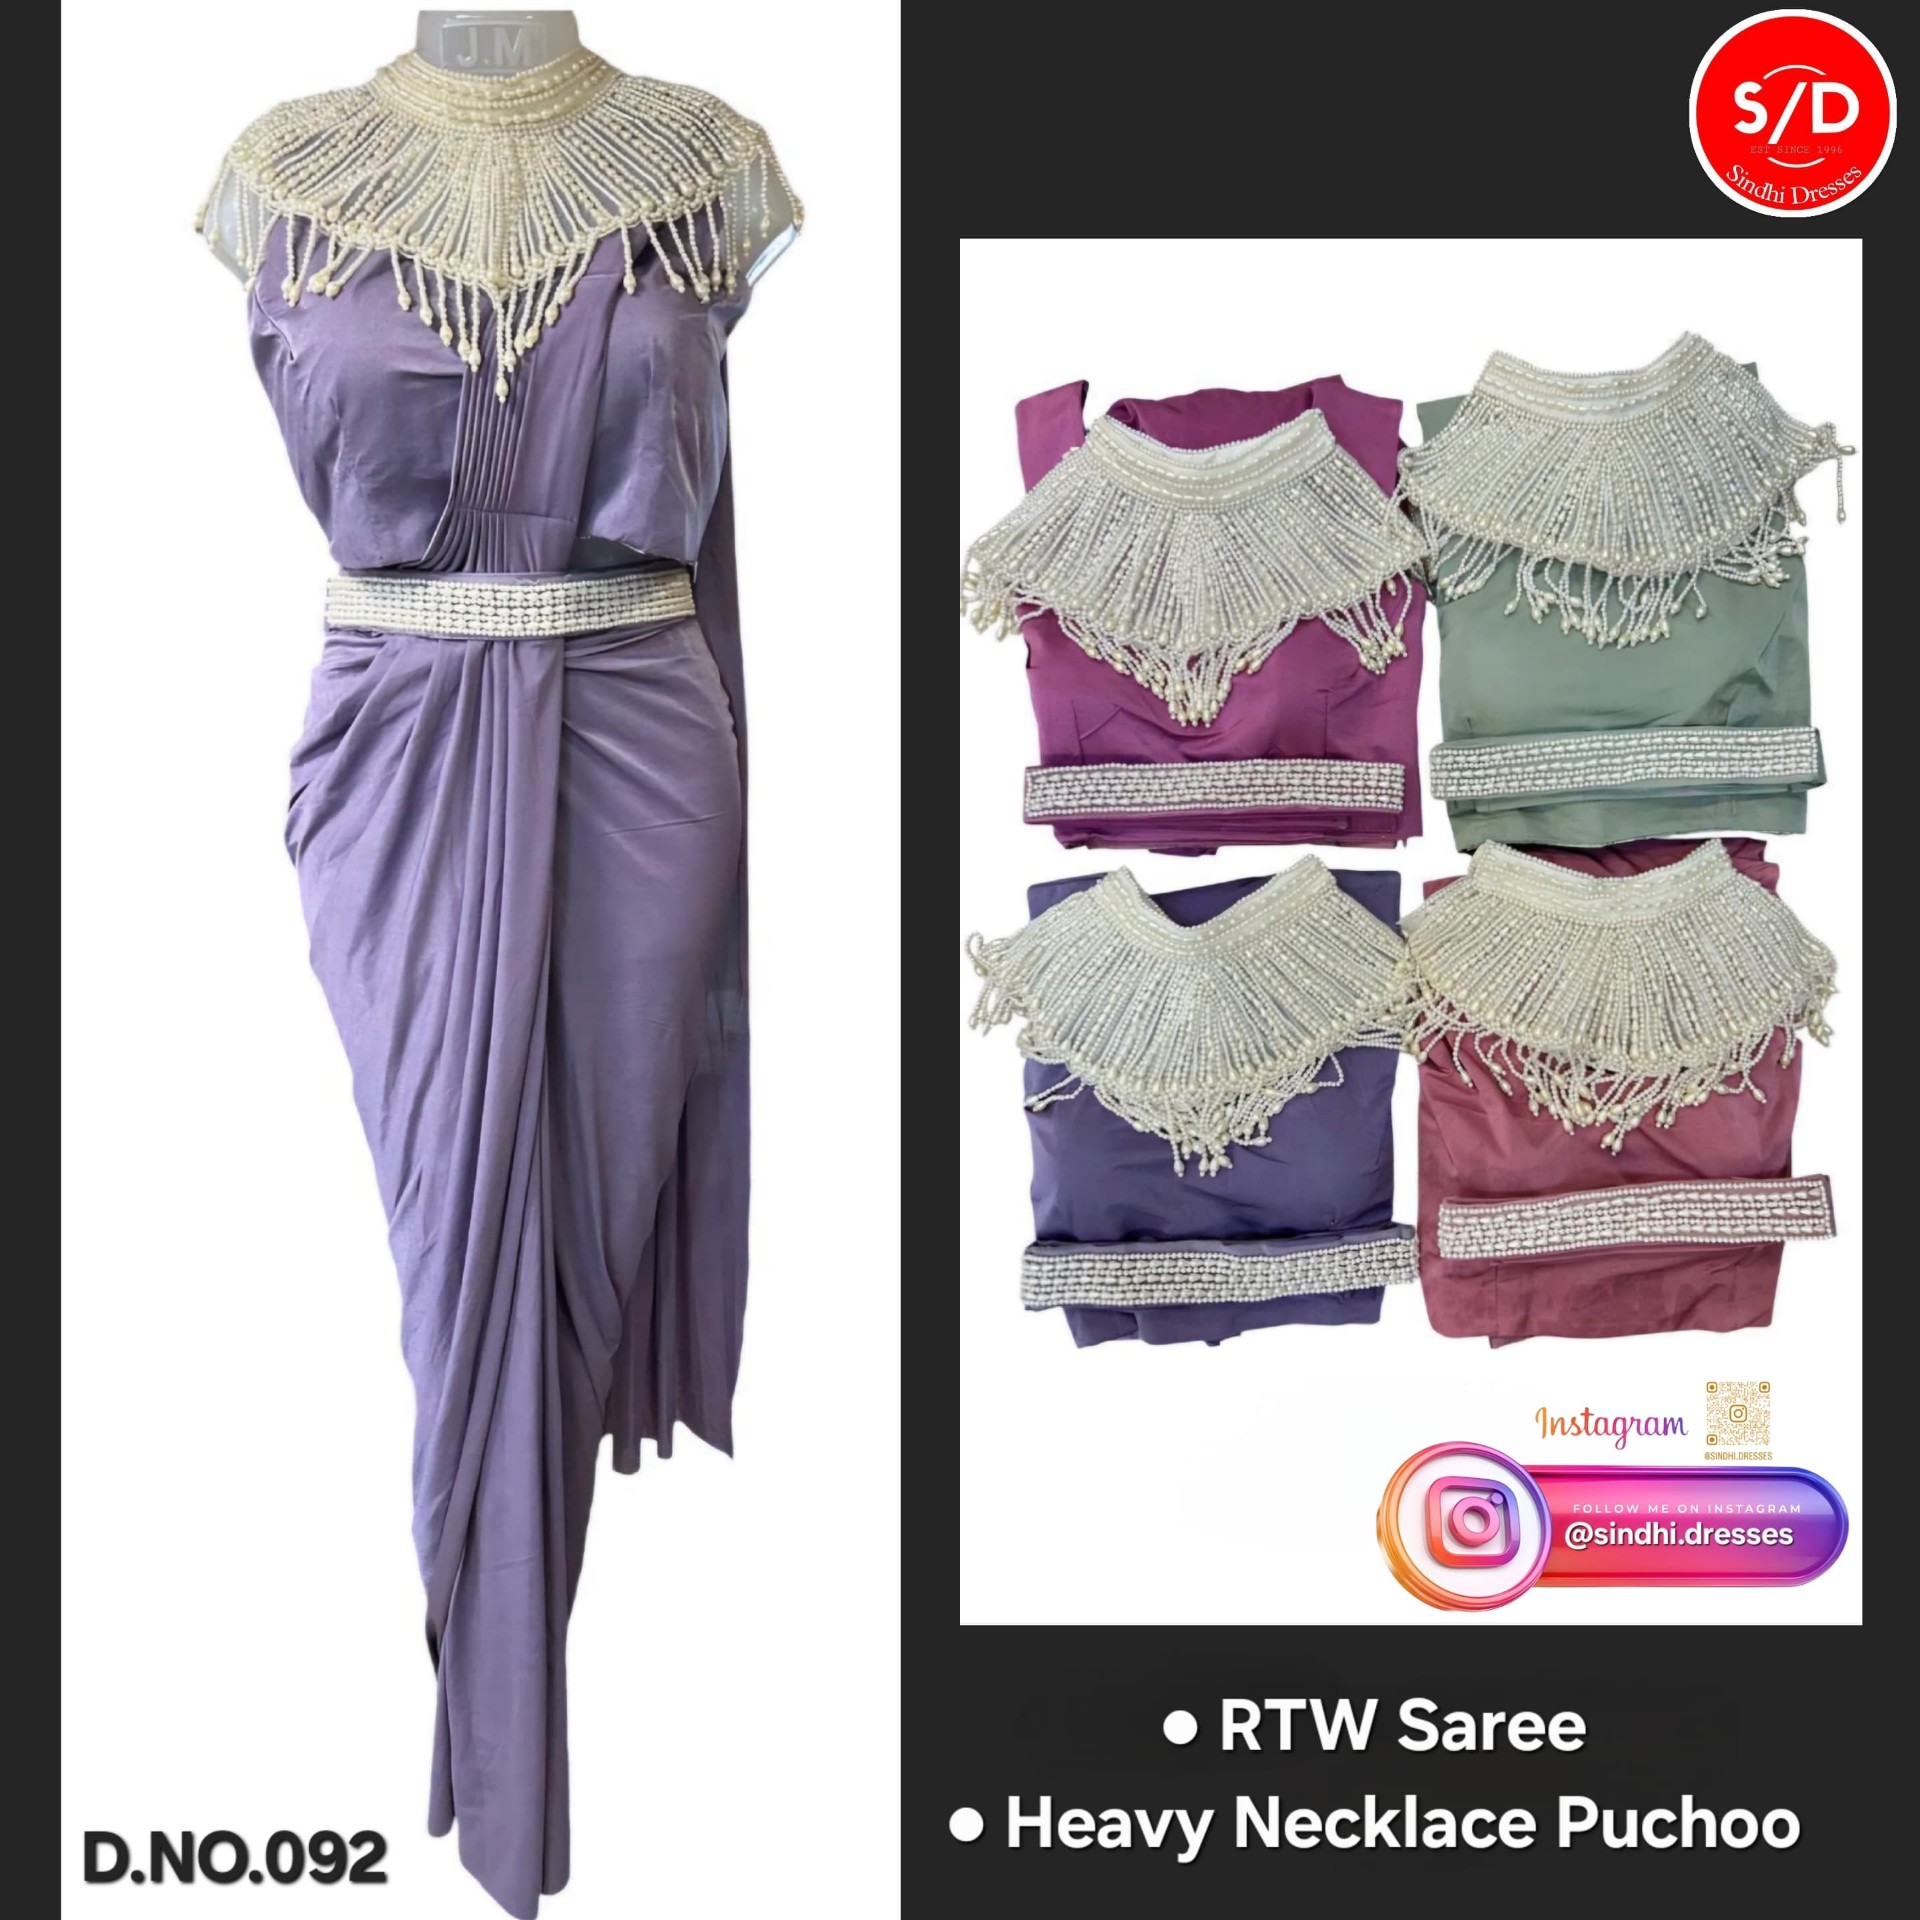 J.M
S/D
EST SINCE 1996
Sindhi Dresses
Instagram
@SINDHI.DRESSES
FOLLOW ME ON INSTAGRAM
@sindhi.dresses
● RTW Saree
● Heavy Necklace Puchoo
D.NO.092